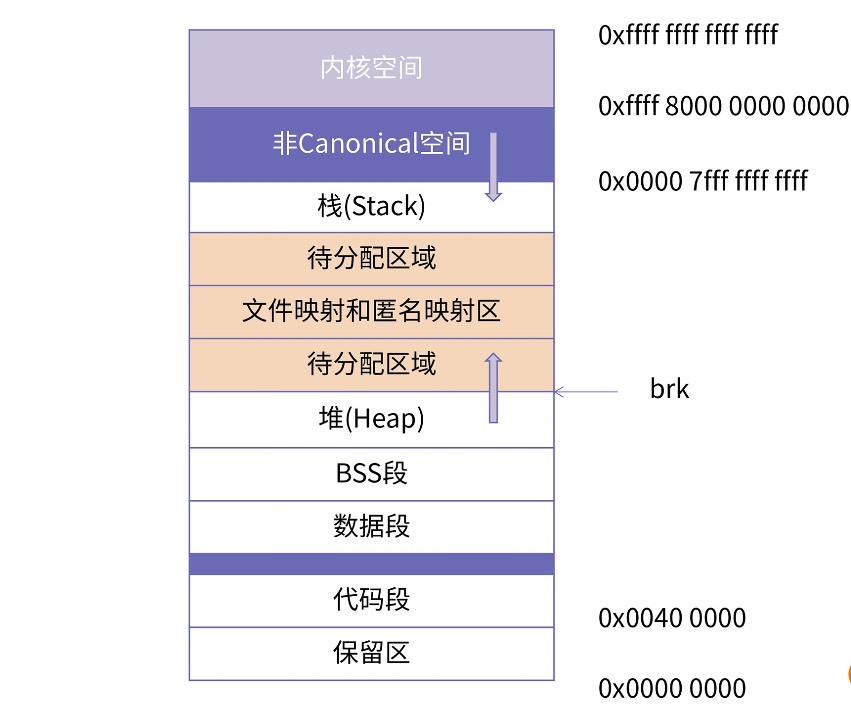 0xffff ffff ffff ffff
内核空间
0xffff 8000 0000 0000
非Canonical空间
0x0000 7fff ffff ffff
栈(Stack)
待分配区域
文件映射和匿名映射区
待分配区域
brk
堆(Heap)
BSS段
数据段
代码段
0x0040 0000
保留区
0x0000 0000